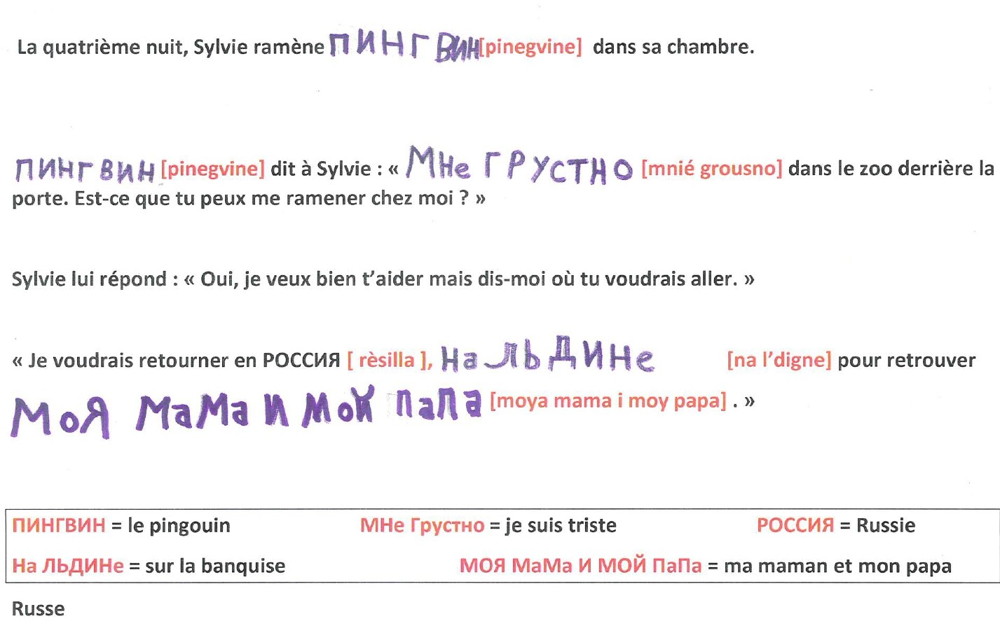 La quatrième nuit, Sylvie ramène ПИНГВИН [pinegvine] dans sa chambre.
ПИНГВИН [pinegvine] dit à Sylvie : « МНе ГРУСТНО [mnié grousno] dans le zoo derrière la
porte. Est-ce que tu peux me ramener chez moi ? »
Sylvie lui répond : « Oui, je veux bien t’aider mais dis-moi où tu voudrais aller. »
« Je voudrais retourner en РОССИЯ [ rèsilla ], На ЛЬДИНе [na l’digne] pour retrouver
МоЯ МаМа И Мой ПаПа [moya mama i moy papa] . »
ПИНГВИН = le pingouin МНе Грустно = je suis triste РОССИЯ = Russie
На ЛЬДИНе = sur la banquise МОЯ МаМа И МОЙ ПаПа = ma maman et mon papa
Russe